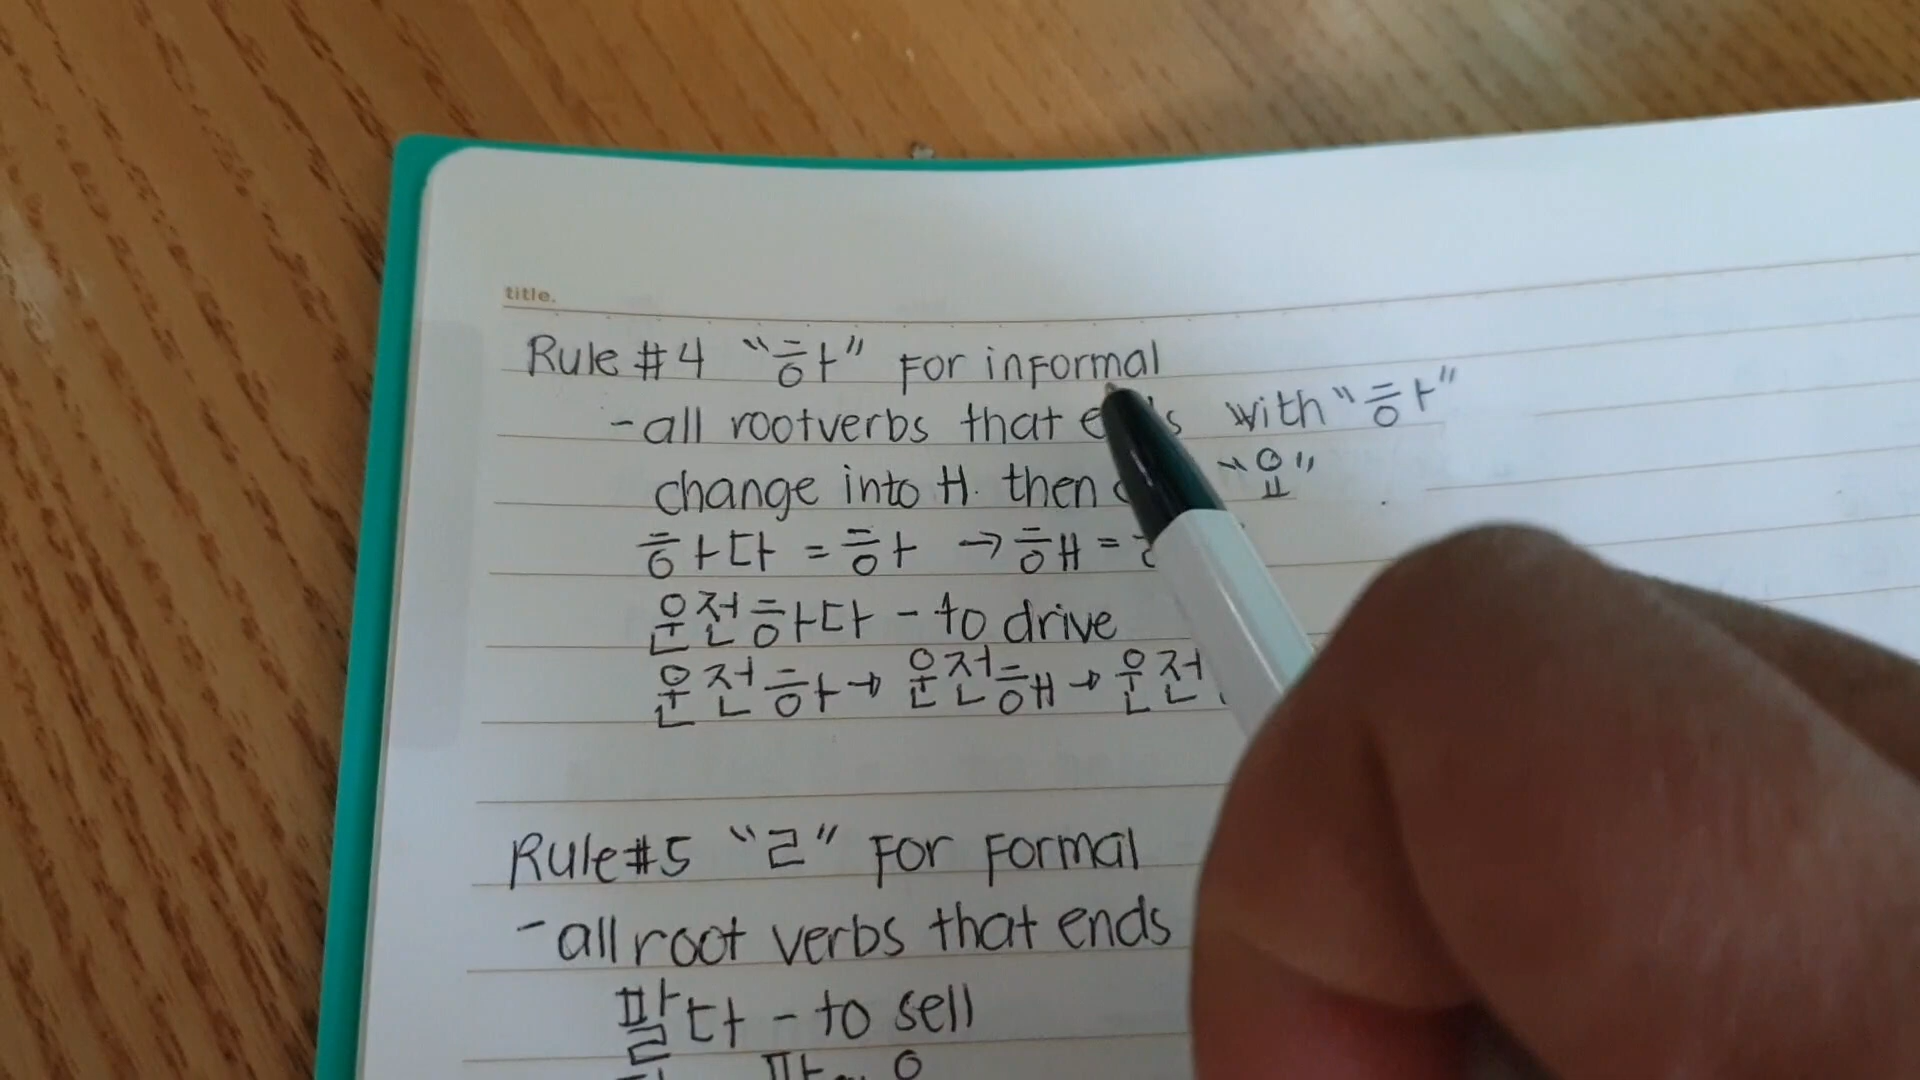 title.
Rule #4 "하" For informal
-all rootverbs that with "하"
change into ㅐ. then "요"
하다 = 하 → 해 =
운전하다 - to drive
운전하→ 운전해→ 운전
Rule#5 "ㄹ" For Formal
-all root verbs that ends
팔다 - to sell